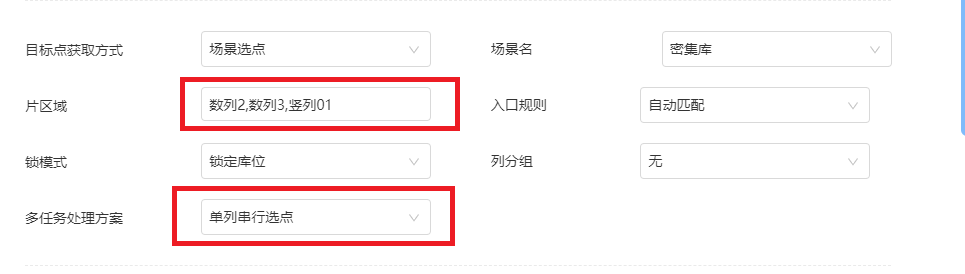 目标点获取方式 场景选点 场景名 密集库
片区域 数列2,数列3,竖列01 入口规则 自动匹配
锁模式 锁定库位 列分组 无
多任务处理方案 单列串行选点